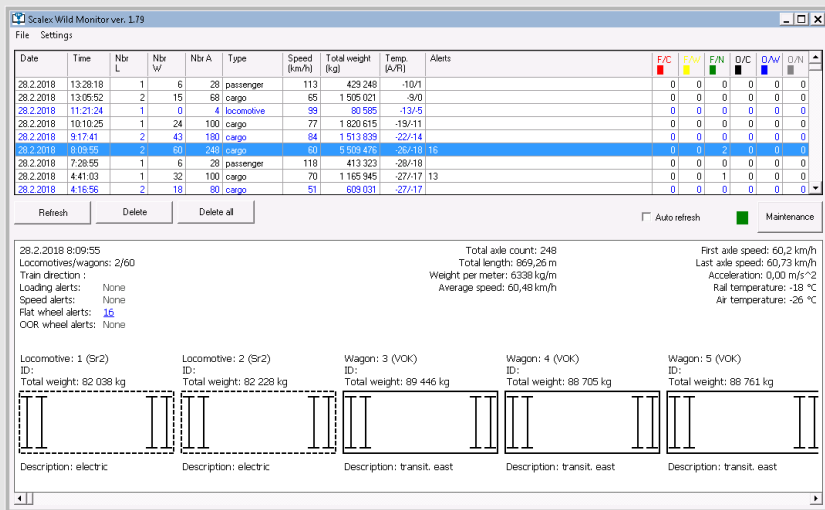 Scalex Wild Monitor ver. 1.79
File Settings
Date Time Nbr L Nbr W Nbr A Type Speed (km/h) Total weight (kg) Temp. (A/R) Alerts F/C F/W F/N O/C O/W O/N
28.2.2018 13:28:18 1 6 28 passenger 113 429 248 -10/1 0 0 0 0 0 0
28.2.2018 13:05:52 2 15 68 cargo 65 1 505 021 -9/0 0 0 0 0 0 0
28.2.2018 11:21:24 1 0 4 locomotive 99 80 585 -13/-5 0 0 0 0 0 0
28.2.2018 10:10:25 1 24 100 cargo 77 1 820 615 -19/-11 0 0 0 0 0 0
28.2.2018 9:17:41 2 43 180 cargo 84 1 513 839 -22/-14 0 0 0 0 0 0
28.2.2018 8:09:55 2 60 248 cargo 60 5 509 476 -26/-18 16 0 0 2 0 0 0
28.2.2018 7:28:55 1 6 28 passenger 118 413 323 -28/-18 0 0 0 0 0 0
28.2.2018 4:41:03 1 32 100 cargo 70 1 165 945 -27/-17 13 0 0 1 0 0 0
28.2.2018 4:16:56 2 18 80 cargo 51 609 031 -27/-17 0 0 0 0 0 0
Refresh Delete Delete all Auto refresh Maintenance
28.2.2018 8:09:55 Total axle count: 248 First axle speed: 60,2 km/h
Locomotives/wagons: 2/60 Total length: 869,26 m Last axle speed: 60,73 km/h
Train direction : Weight per meter: 6338 kg/m Acceleration: 0,00 m/s^2
Loading alerts: None Average speed: 60,48 km/h Rail temperature: -18 °C
Speed alerts: None Air temperature: -26 °C
Flat wheel alerts: 16
OOR wheel alerts: None
Locomotive: 1 (Sr2) Locomotive: 2 (Sr2) Wagon: 3 (VOK) Wagon: 4 (VOK) Wagon: 5 (VOK)
ID: ID: ID: ID: ID:
Total weight: 82 038 kg Total weight: 82 228 kg Total weight: 89 446 kg Total weight: 88 705 kg Total weight: 88 761 kg
Description: electric Description: electric Description: transit. east Description: transit. east Description: transit. east